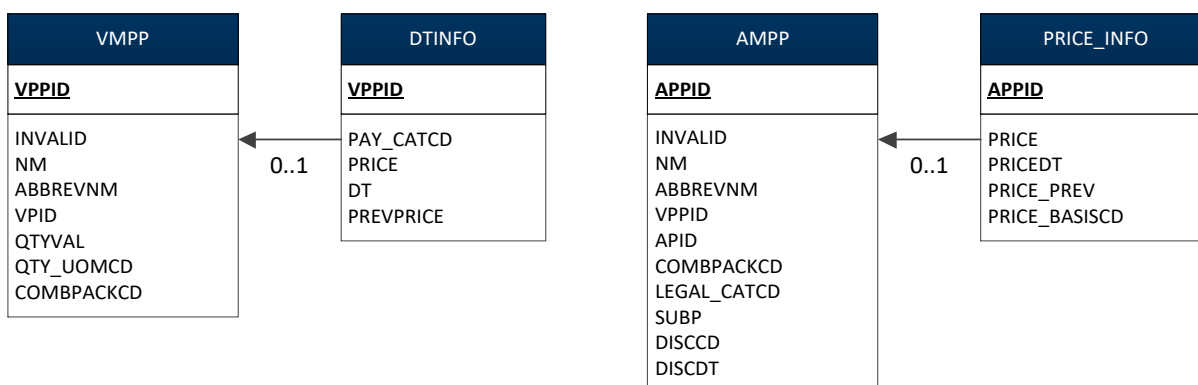 VMPP
VPPID
INVALID
NM
ABBREVNM
VPID
QTYVAL
QTY_UOMCD
COMBPACKCD
0..1
DTINFO
VPPID
PAY_CATCD
PRICE
DT
PREVPRICE
AMPP
APPID
INVALID
NM
ABBREVNM
VPPID
APID
COMBPACKCD
LEGAL_CATCD
SUBP
DISCCD
DISCDT
0..1
PRICE_INFO
APPID
PRICE
PRICEDT
PRICE_PREV
PRICE_BASISCD